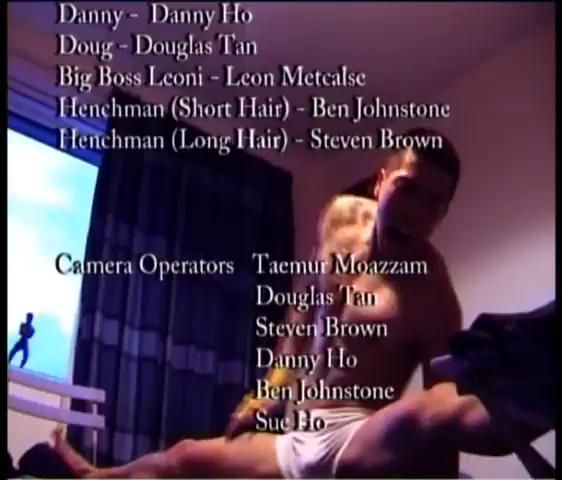 Danny - Danny Ho
Doug - Douglas Tan
Big Boss Leoni - Leon Metcalse
Henchman (Short Hair) - Ben Johnstone
Henchman (Long Hair) - Steven Brown
Camera Operators Taemur Moazzam
Douglas Tan
Steven Brown
Danny Ho
Ben Johnstone
Sue Ho